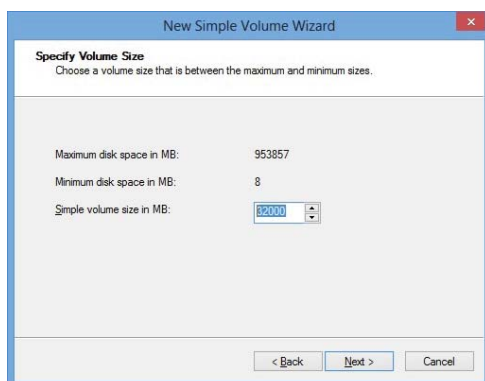 New Simple Volume Wizard
Specify Volume Size
Choose a volume size that is between the maximum and minimum sizes.
Maximum disk space in MB: 953857
Minimum disk space in MB: 8
Simple volume size in MB: 32000
< Back Next > Cancel